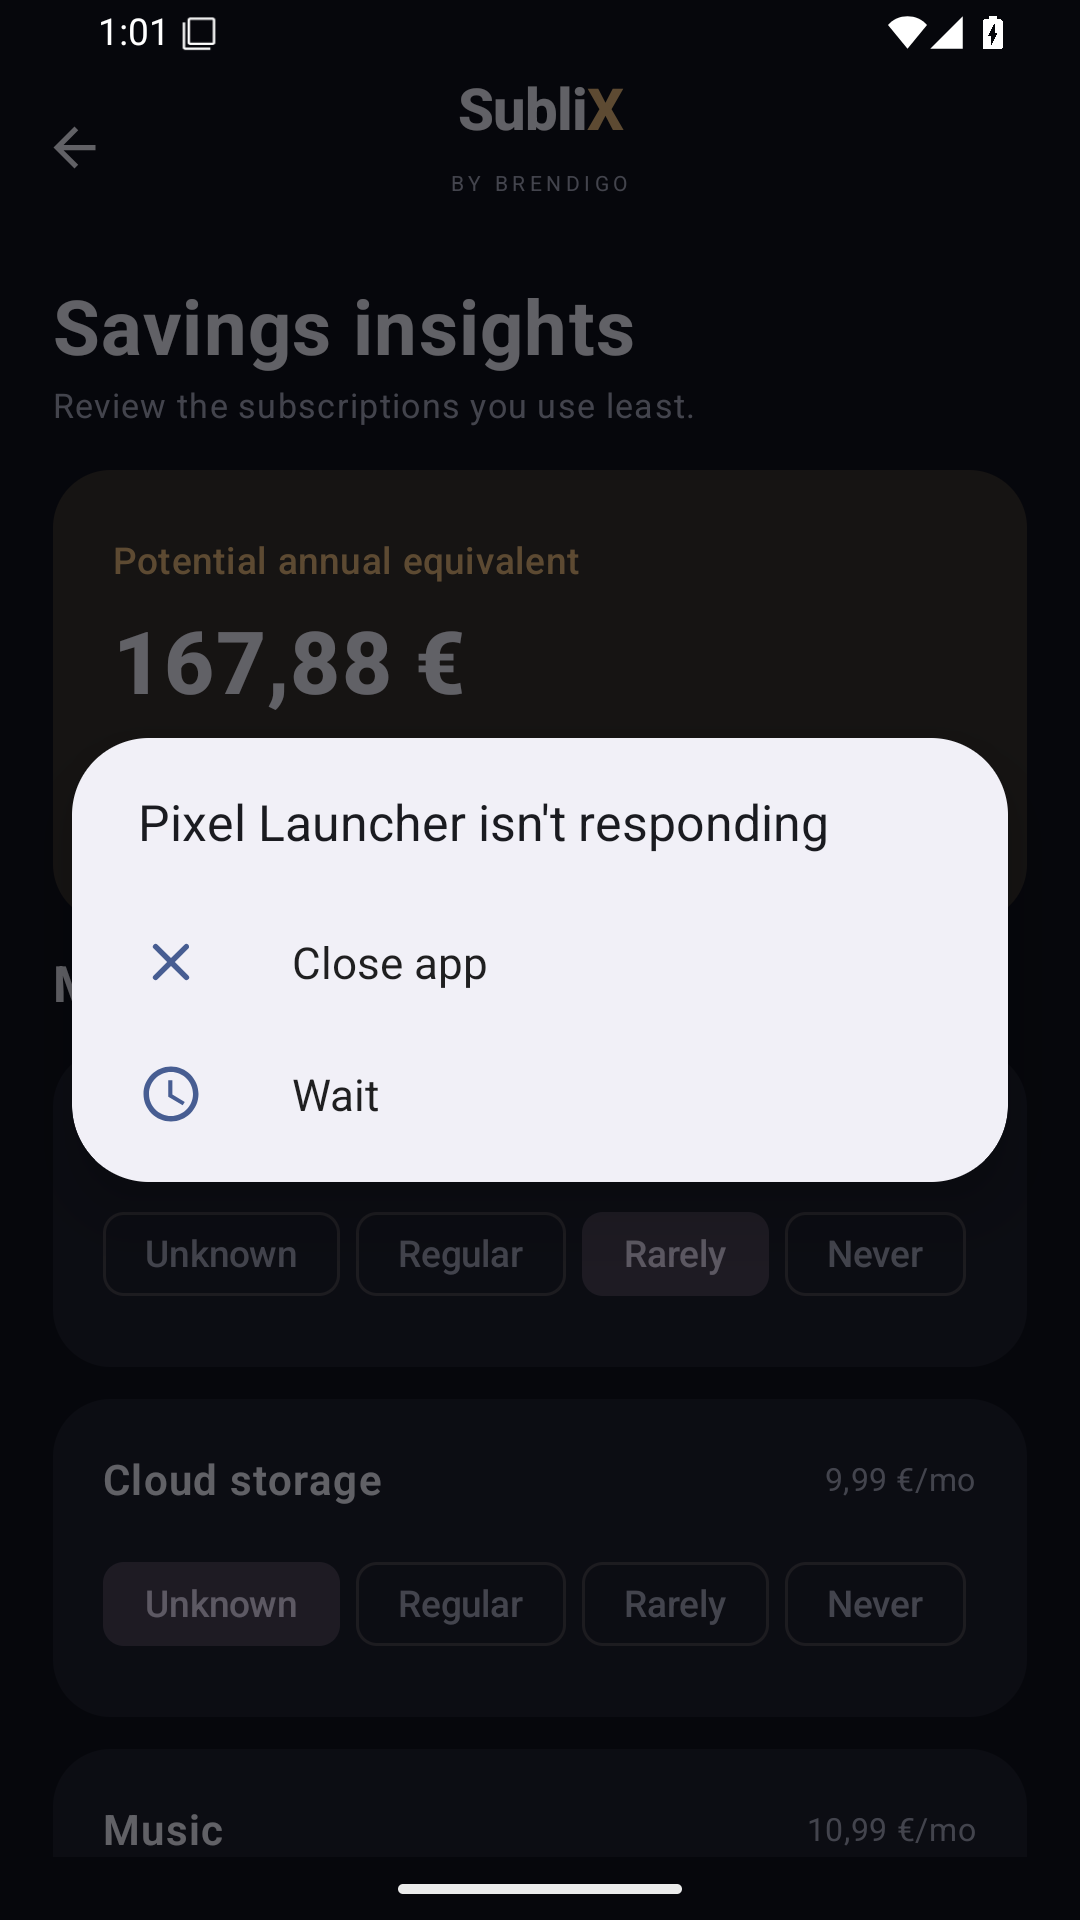 1:01
SubliX
BY BRENDIGO
Savings insights
Review the subscriptions you use least.
Potential annual equivalent
167,88 €
Pixel Launcher isn't responding
Close app
Wait
Unknown Regular Rarely Never
Cloud storage 9,99 €/mo
Unknown Regular Rarely Never
Music 10,99 €/mo